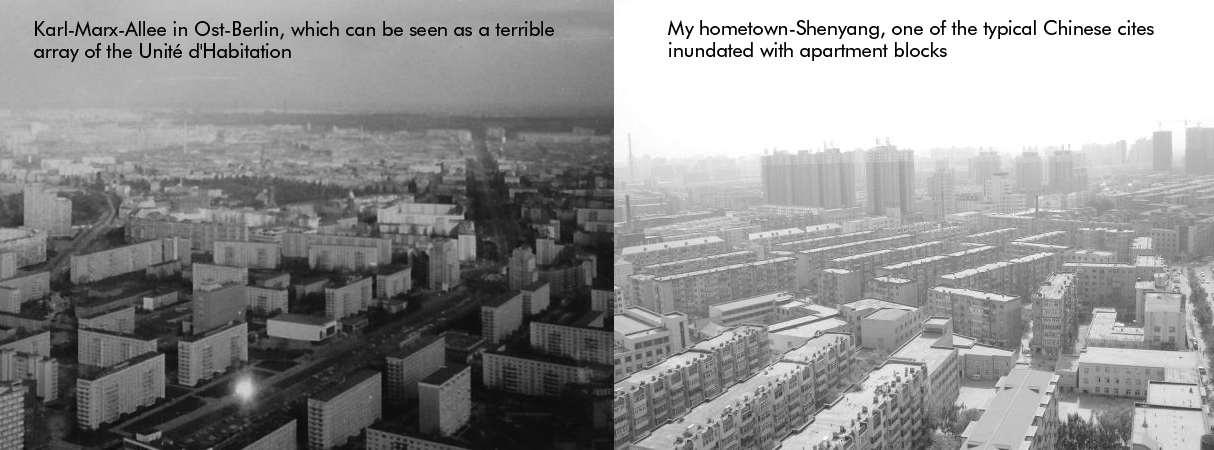 Karl-Marx-Allee in Ost-Berlin, which can be seen as a terrible
array of the Unité d'Habitation
My hometown-Shenyang, one of the typical Chinese cites
inundated with apartment blocks